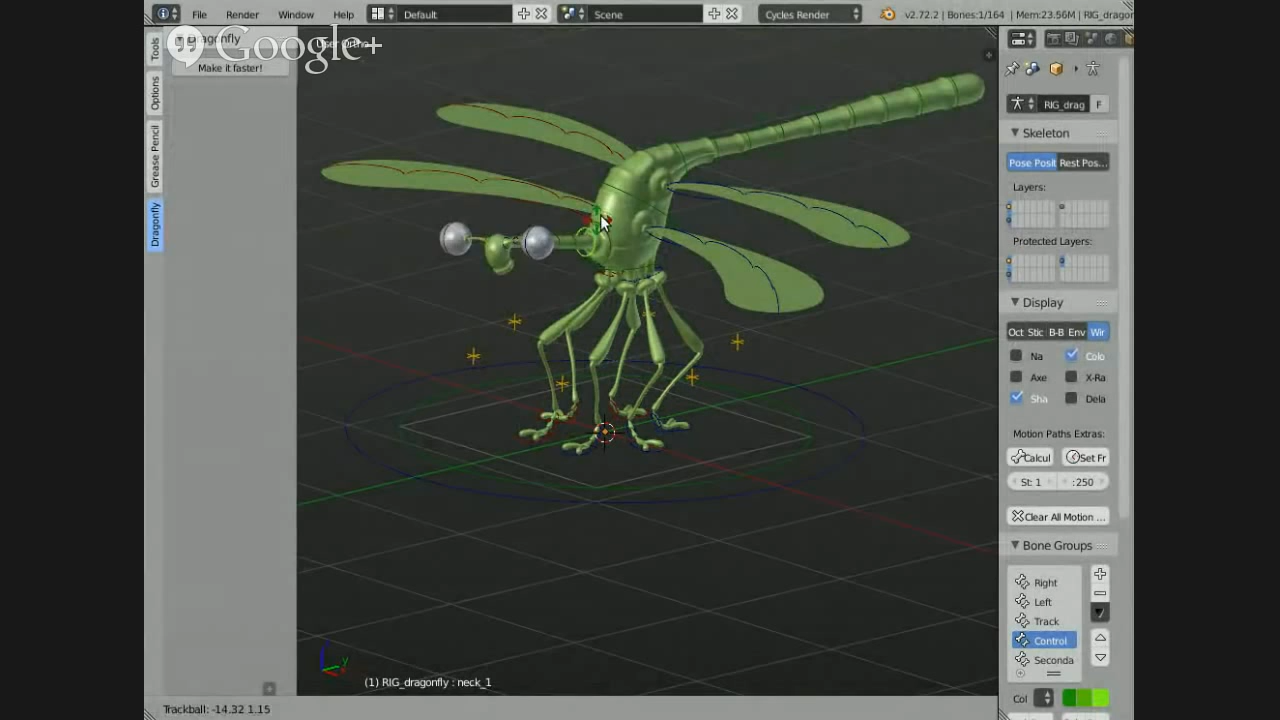 File Render Window Help Default Scene Cycles Render v2.72.2 | Bones:1/164 | Mem:23.56M | RIG_dragon
Dragonfly
Google+
Make it faster!
Tools
Options
Grease Pencil
Dragonfly
RIG_drag F
Skeleton
Pose Posit Rest Pos...
Layers:
Protected Layers:
Display
Oct Stic B-B Env Wir
Na Colo
Axe X-Ra
Sha Dela
Motion Paths Extras:
Calcul Set Fr
St: 1 :250
Clear All Motion ...
Bone Groups
Right
Left
Track
Control
Seconda
Col
y
(1) RIG_dragonfly : neck_1
Trackball: -14.32 1.15